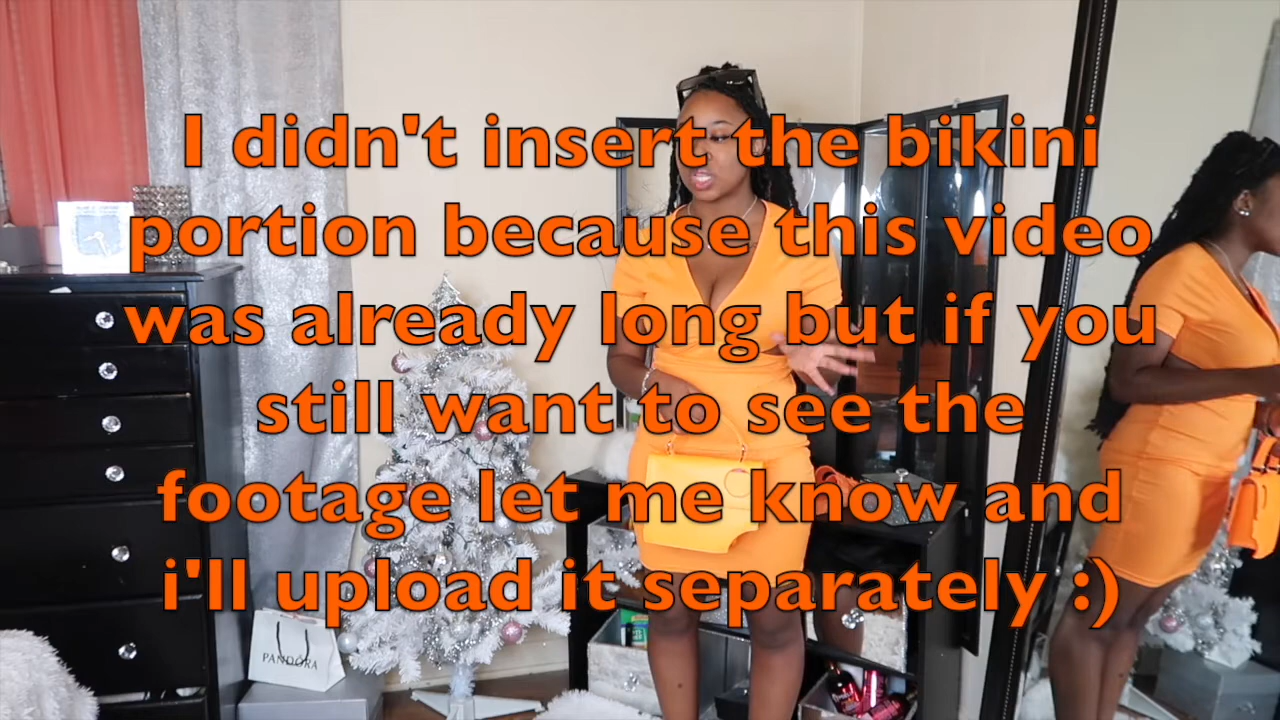 I didn't insert the bikini
portion because this video
was already long but if you
still want to see the
footage let me know and
i'll upload it separately :)
PANDÖRA